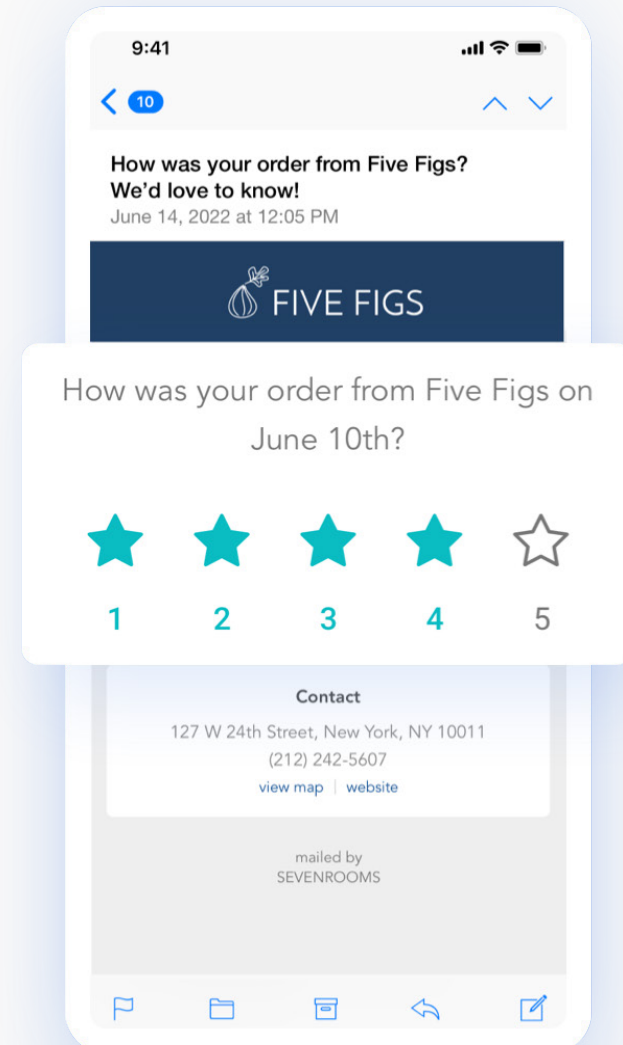 9:41
10
How was your order from Five Figs?
We'd love to know!
June 14, 2022 at 12:05 PM
FIVE FIGS
How was your order from Five Figs on
June 10th?
1 2 3 4 5
Contact
127 W 24th Street, New York, NY 10011
(212) 242-5607
view map | website
mailed by
SEVENROOMS